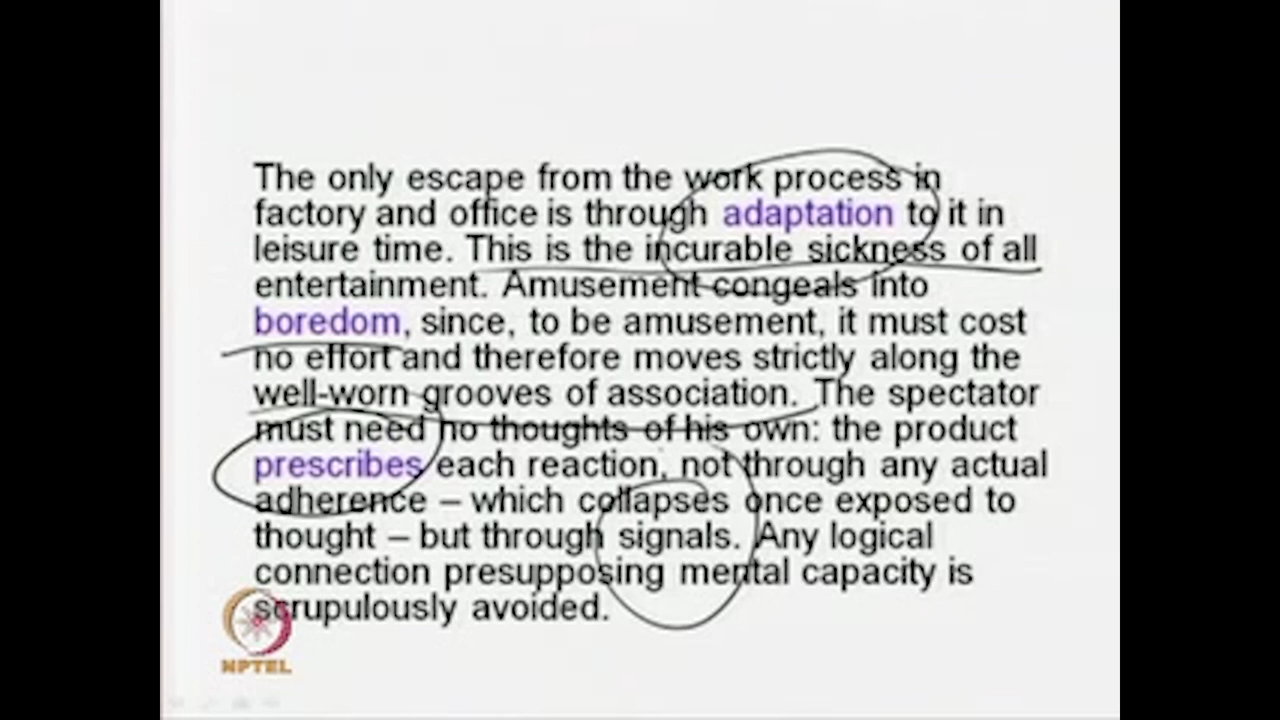 The only escape from the work process in
factory and office is through adaptation to it in
leisure time. This is the incurable sickness of all
entertainment. Amusement congeals into
boredom, since, to be amusement, it must cost
no effort and therefore moves strictly along the
well-worn grooves of association. The spectator
must need no thoughts of his own: the product
prescribes each reaction, not through any actual
adherence – which collapses once exposed to
thought – but through signals. Any logical
connection presupposing mental capacity is
scrupulously avoided.
NPTEL